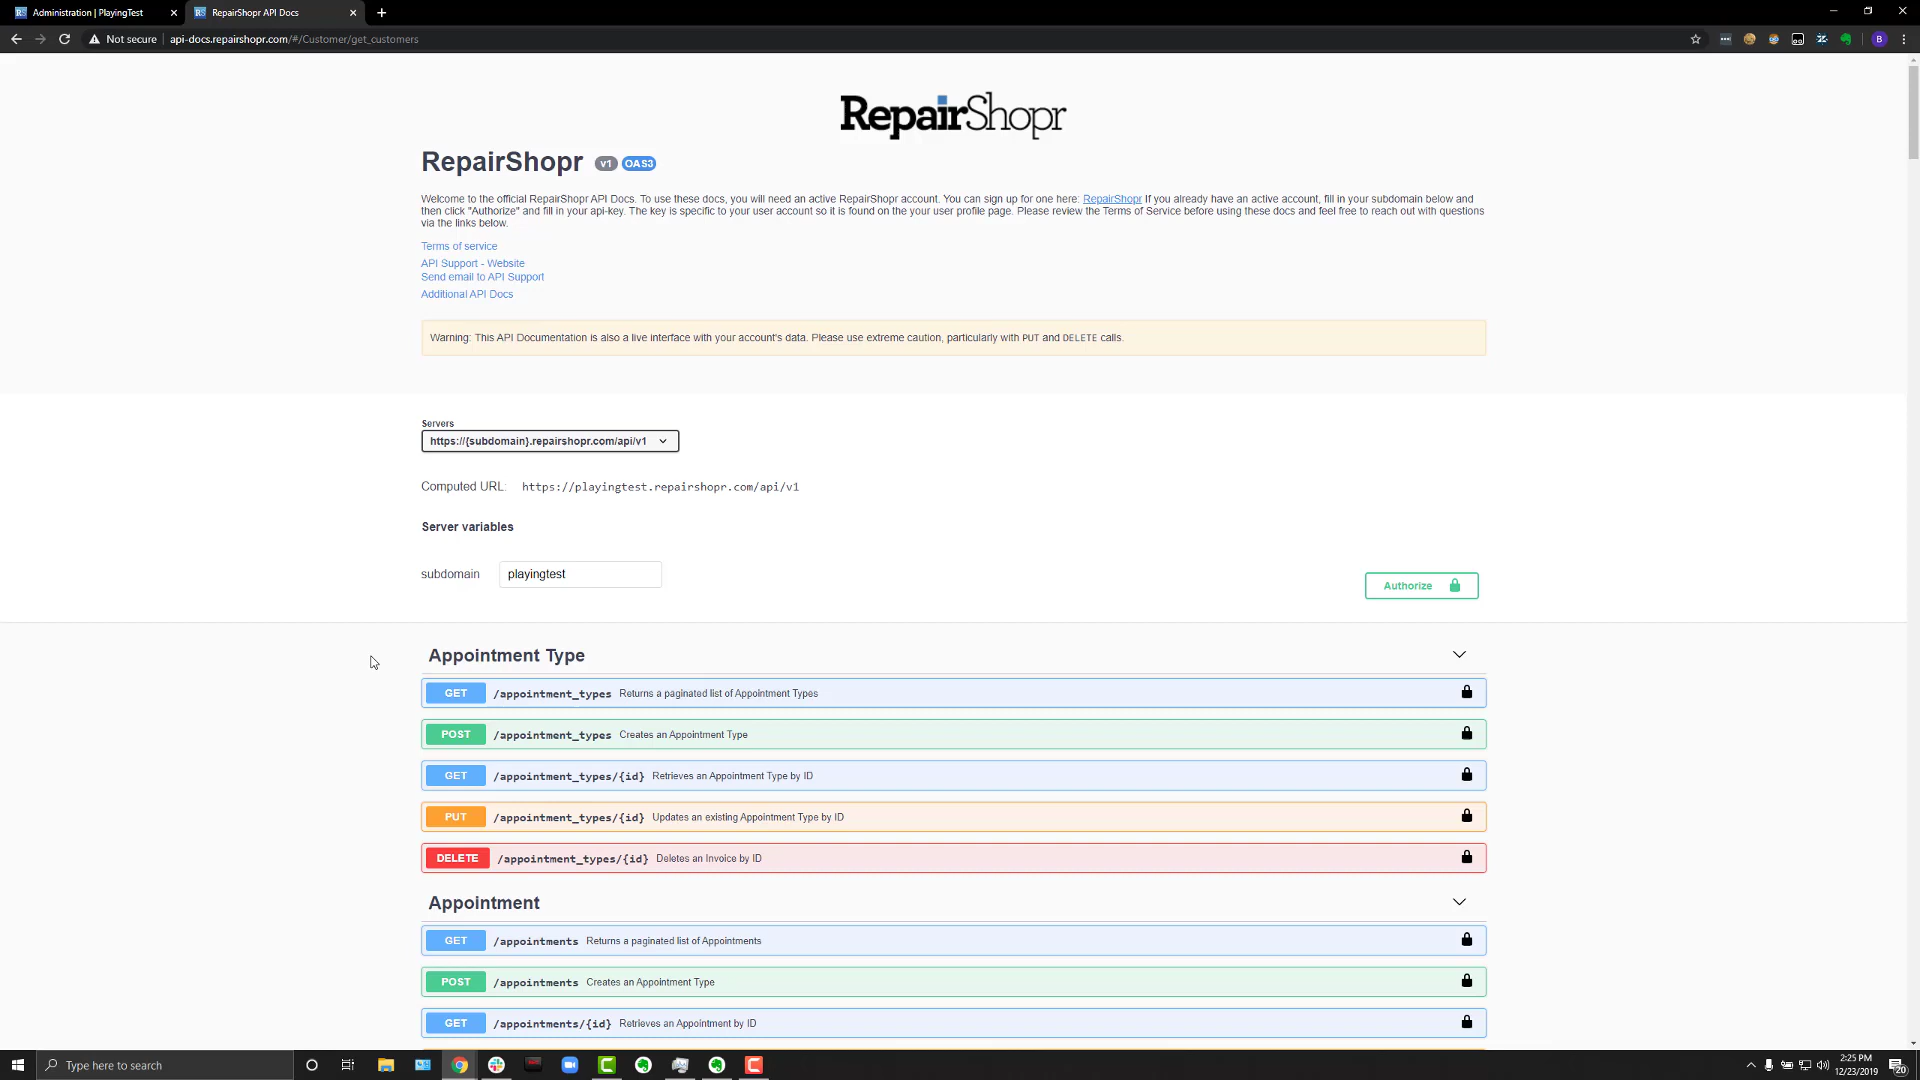 Administration | PlayingTest
RepairShopr API Docs
Not secure
api-docs.repairshopr.com/#/Customer/get_customers
RepairShopr
RepairShopr v1 OAS3
Welcome to the official RepairShopr API Docs. To use these docs, you will need an active RepairShopr account. You can sign up for one here: RepairShopr If you already have an active account, fill in your subdomain below and
then click "Authorize" and fill in your api-key. The key is specific to your user account so it is found on the your user profile page. Please review the Terms of Service before using these docs and feel free to reach out with questions
via the links below.
Terms of service
API Support - Website
Send email to API Support
Additional API Docs
Warning: This API Documentation is also a live interface with your account's data. Please use extreme caution, particularly with PUT and DELETE calls.
Servers
https://{subdomain}.repairshopr.com/api/v1
Computed URL: https://playingtest.repairshopr.com/api/v1
Server variables
subdomain playingtest
Authorize
Appointment Type
GET /appointment_types Returns a paginated list of Appointment Types
POST /appointment_types Creates an Appointment Type
GET /appointment_types/{id} Retrieves an Appointment Type by ID
PUT /appointment_types/{id} Updates an existing Appointment Type by ID
DELETE /appointment_types/{id} Deletes an Invoice by ID
Appointment
GET /appointments Returns a paginated list of Appointments
POST /appointments Creates an Appointment Type
GET /appointments/{id} Retrieves an Appointment by ID
Type here to search
2:25 PM
12/23/2019
20